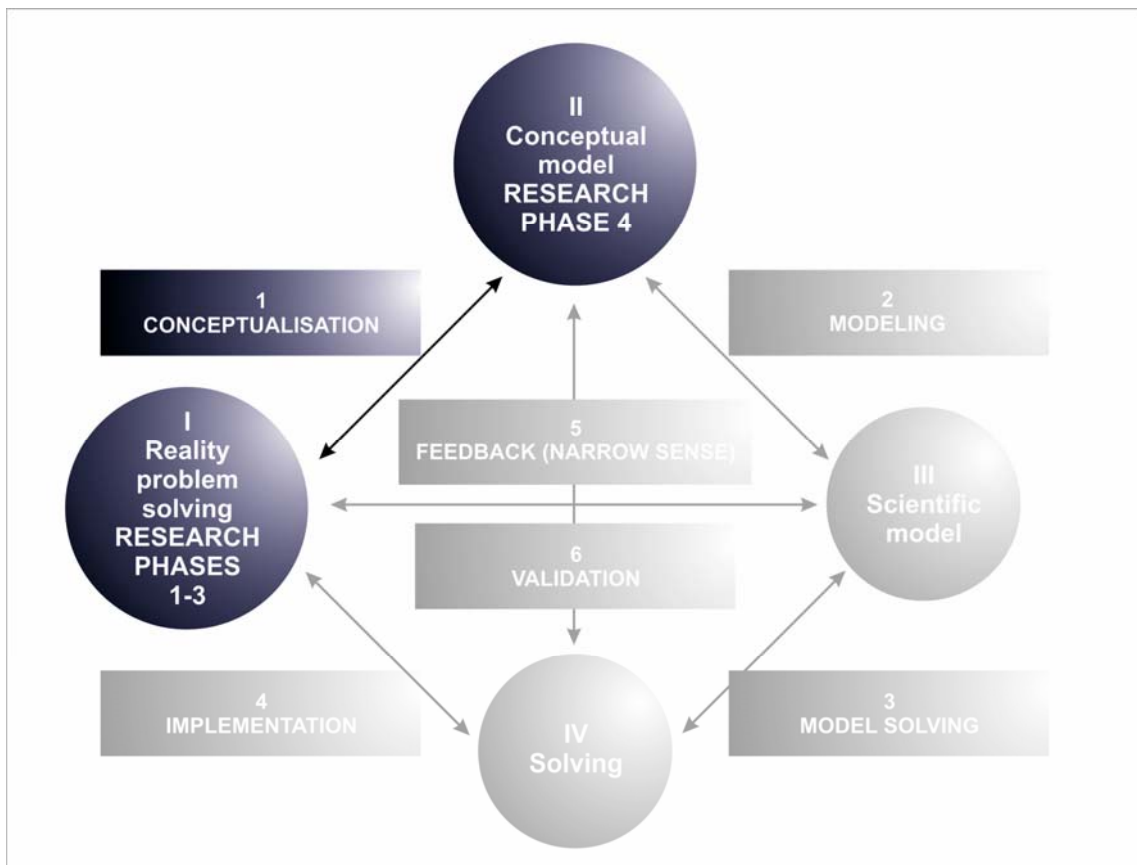 II
Conceptual
model
RESEARCH
PHASE 4
1
CONCEPTUALISATION
2
MODELING
I
Reality
problem
solving
RESEARCH
PHASES
1-3
5
FEEDBACK (NARROW SENSE)
III
Scientific
model
6
VALIDATION
4
IMPLEMENTATION
IV
Solving
3
MODEL SOLVING